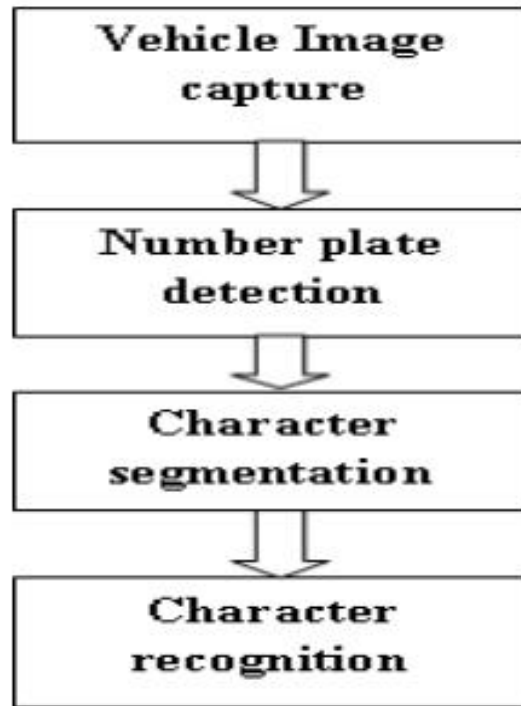 Vehicle Image
capture
Number plate
detection
Character
segmentation
Character
recognition